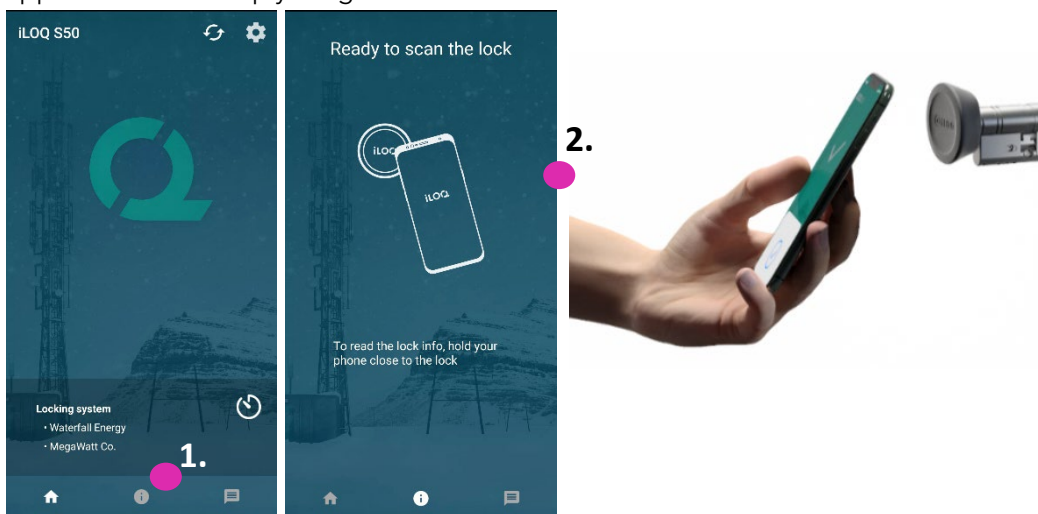 iLOQ S50
Locking system
• Waterfall Energy
• MegaWatt Co.
1.
Ready to scan the lock
iLOQ
iLOQ
To read the lock info, hold your
phone close to the lock
2.